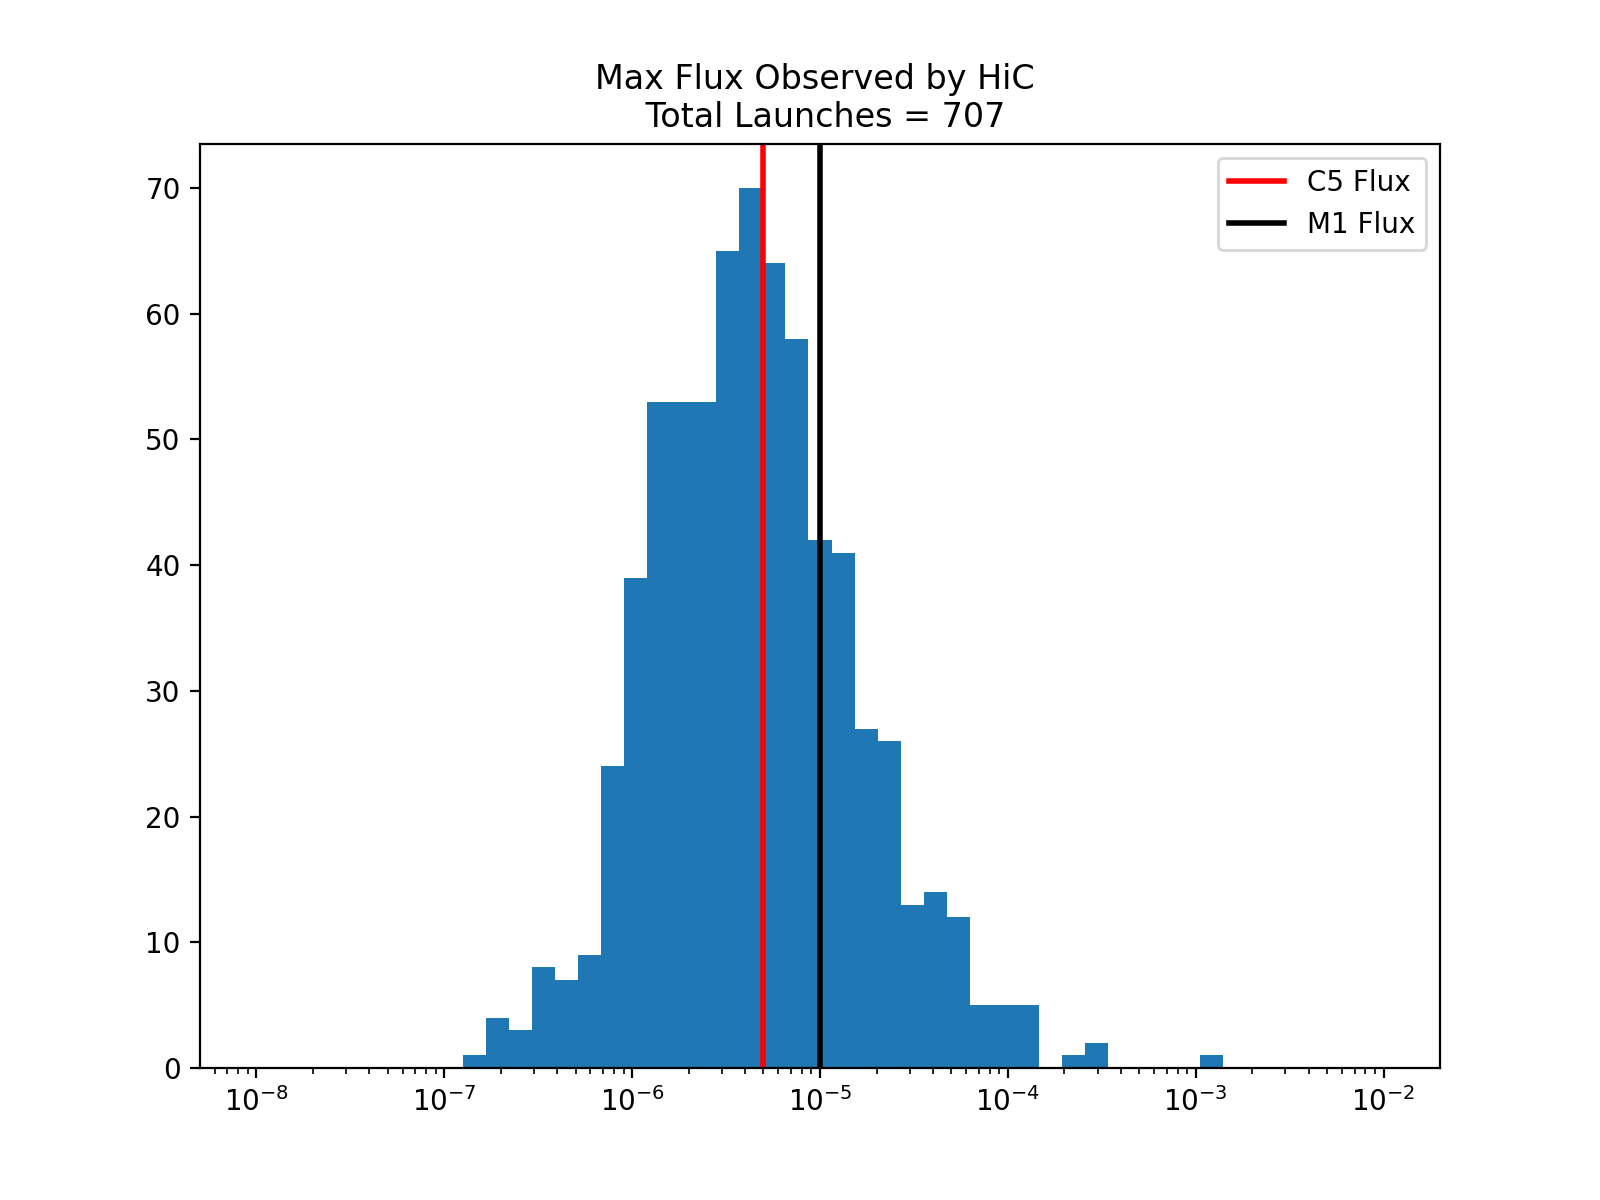 Max Flux Observed by HiC
Total Launches = 707
C5 Flux
M1 Flux
70
60
50
40
30
20
10
0
10⁻⁸ 10⁻⁷ 10⁻⁶ 10⁻⁵ 10⁻⁴ 10⁻³ 10⁻²